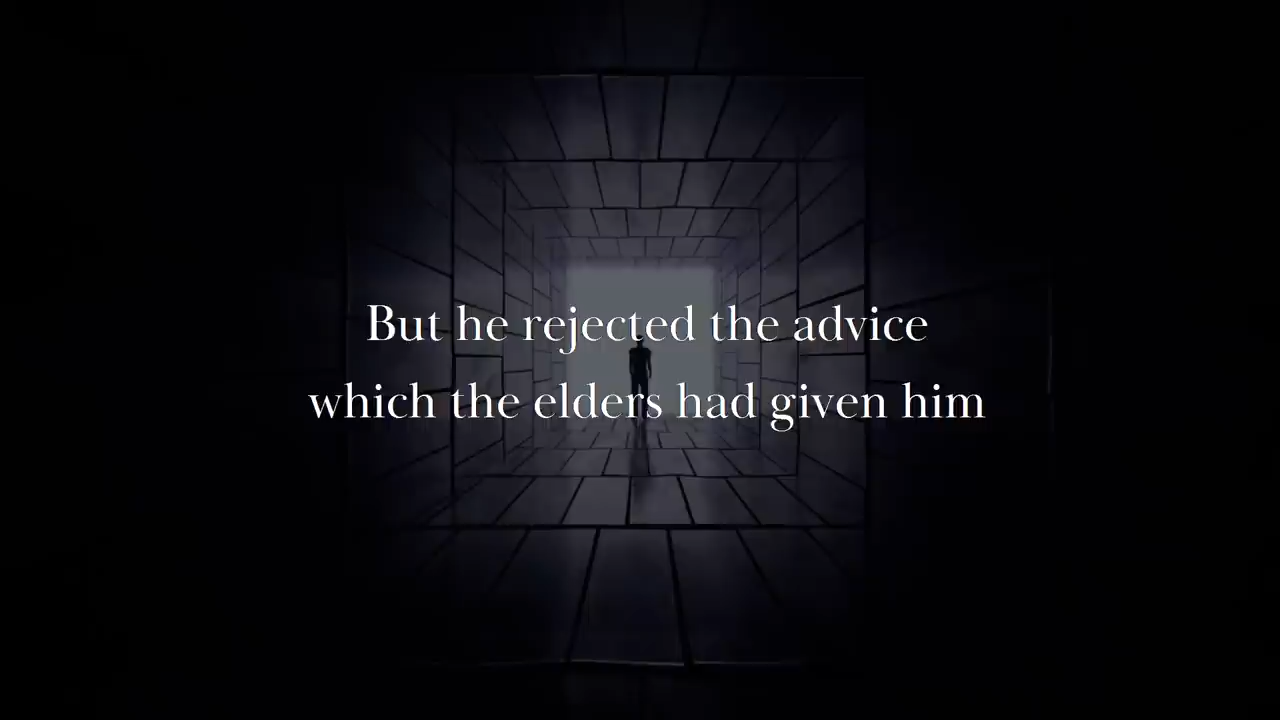 But he rejected the advice
which the elders had given him